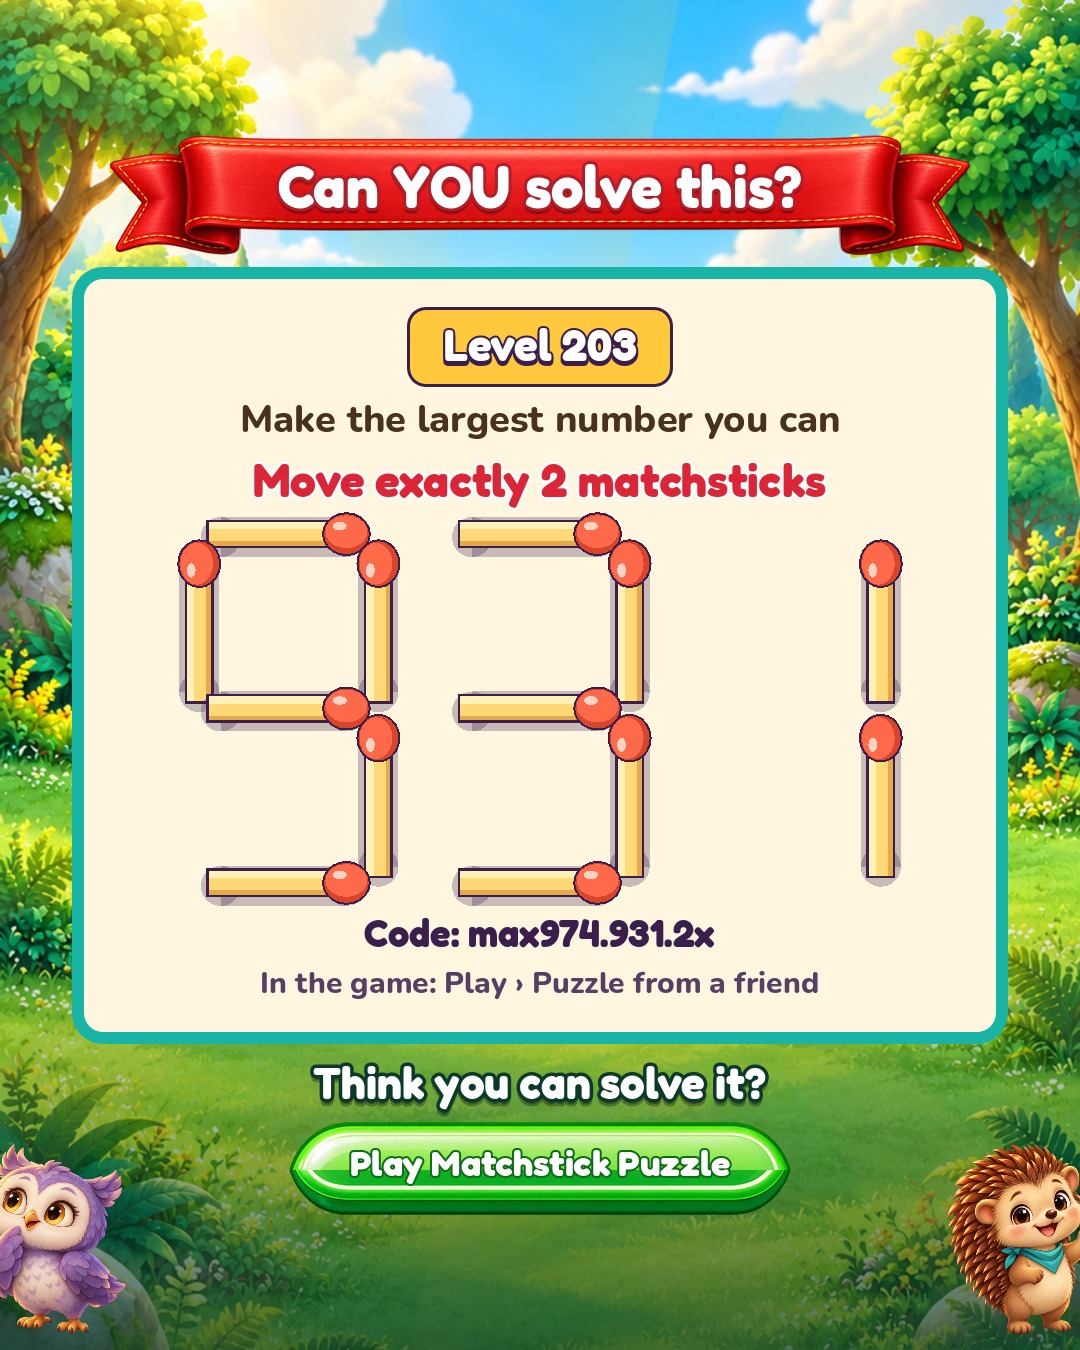 Can YOU solve this?
Level 203
Make the largest number you can
Move exactly 2 matchsticks
931
Code: max974.931.2x
In the game: Play › Puzzle from a friend
Think you can solve it?
Play Matchstick Puzzle